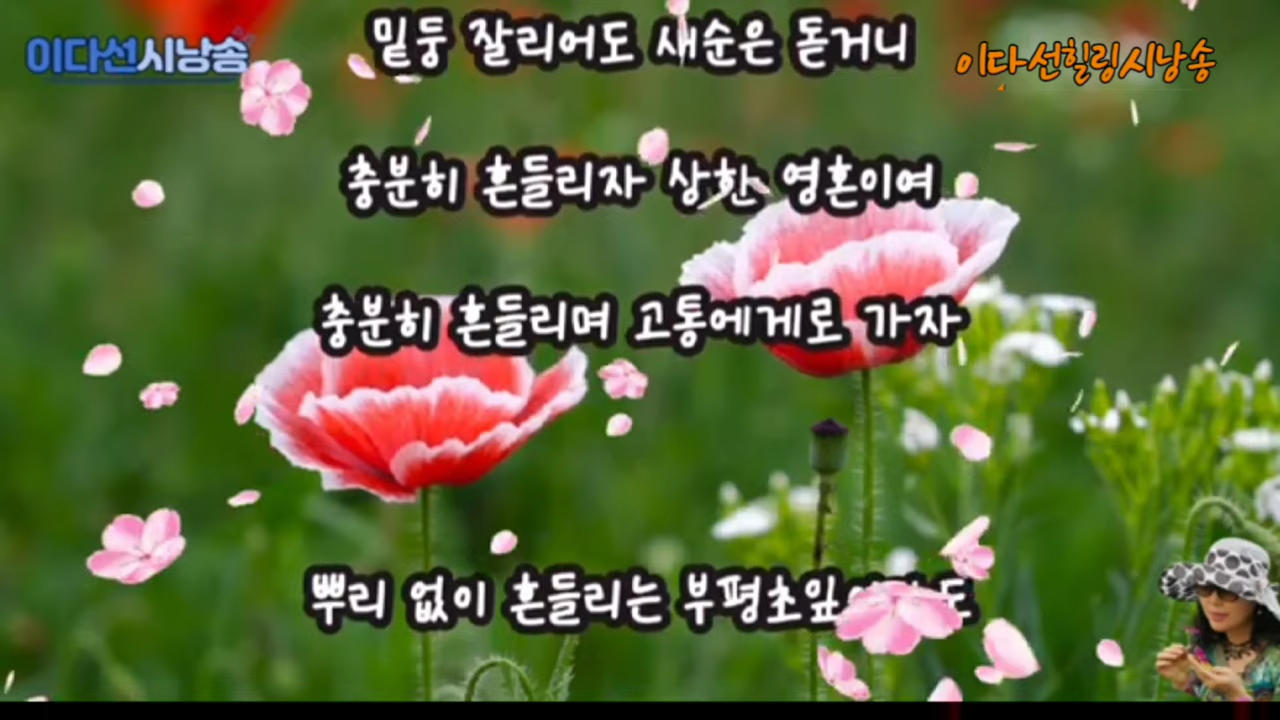 이다선시낭송
이다선힐링시낭송
밑둥 잘리어도 새순은 돋거니
충분히 흔들리자 상한 영혼이여
충분히 흔들리며 고통에게로 가자
뿌리 없이 흔들리는 부평초잎